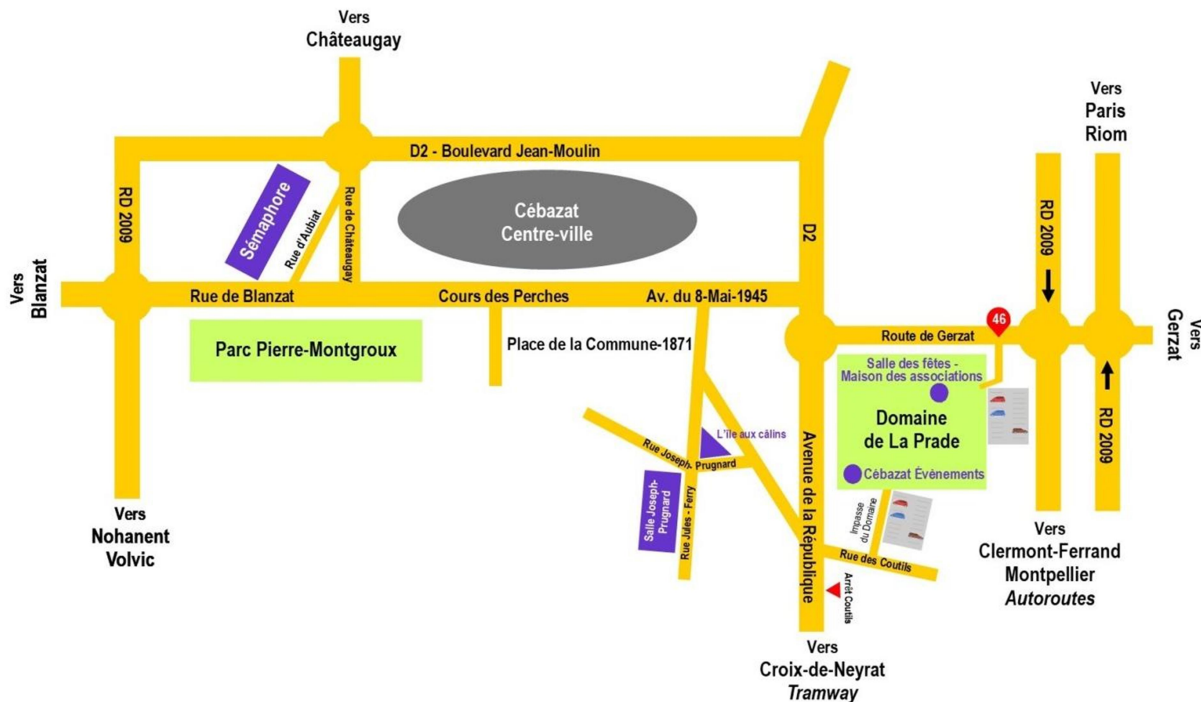 Vers
Châteaugay
Vers
Paris
Riom
D2 - Boulevard Jean-Moulin
RD 2009
Sémaphore
Rue d'Aubiat
Rue de Châteaugay
Cébazat
Centre-ville
D2
RD 2009
Vers
Blanzat
Rue de Blanzat
Cours des Perches
Av. du 8-Mai-1945
46
Route de Gerzat
Vers
Gerzat
Parc Pierre-Montgroux
Place de la Commune-1871
Salle des fêtes -
Maison des associations
Domaine
de La Prade
Cébazat Évènements
RD 2009
L'île aux câlins
Rue Joseph- Prugnard
Salle Joseph-
Prugnard
Rue Jules - Ferry
Avenue de la République
Impasse
du Domaine
Rue des Coutils
Arrêt Coutils
Vers
Nohanent
Volvic
Vers
Clermont-Ferrand
Montpellier
Autoroutes
Vers
Croix-de-Neyrat
Tramway